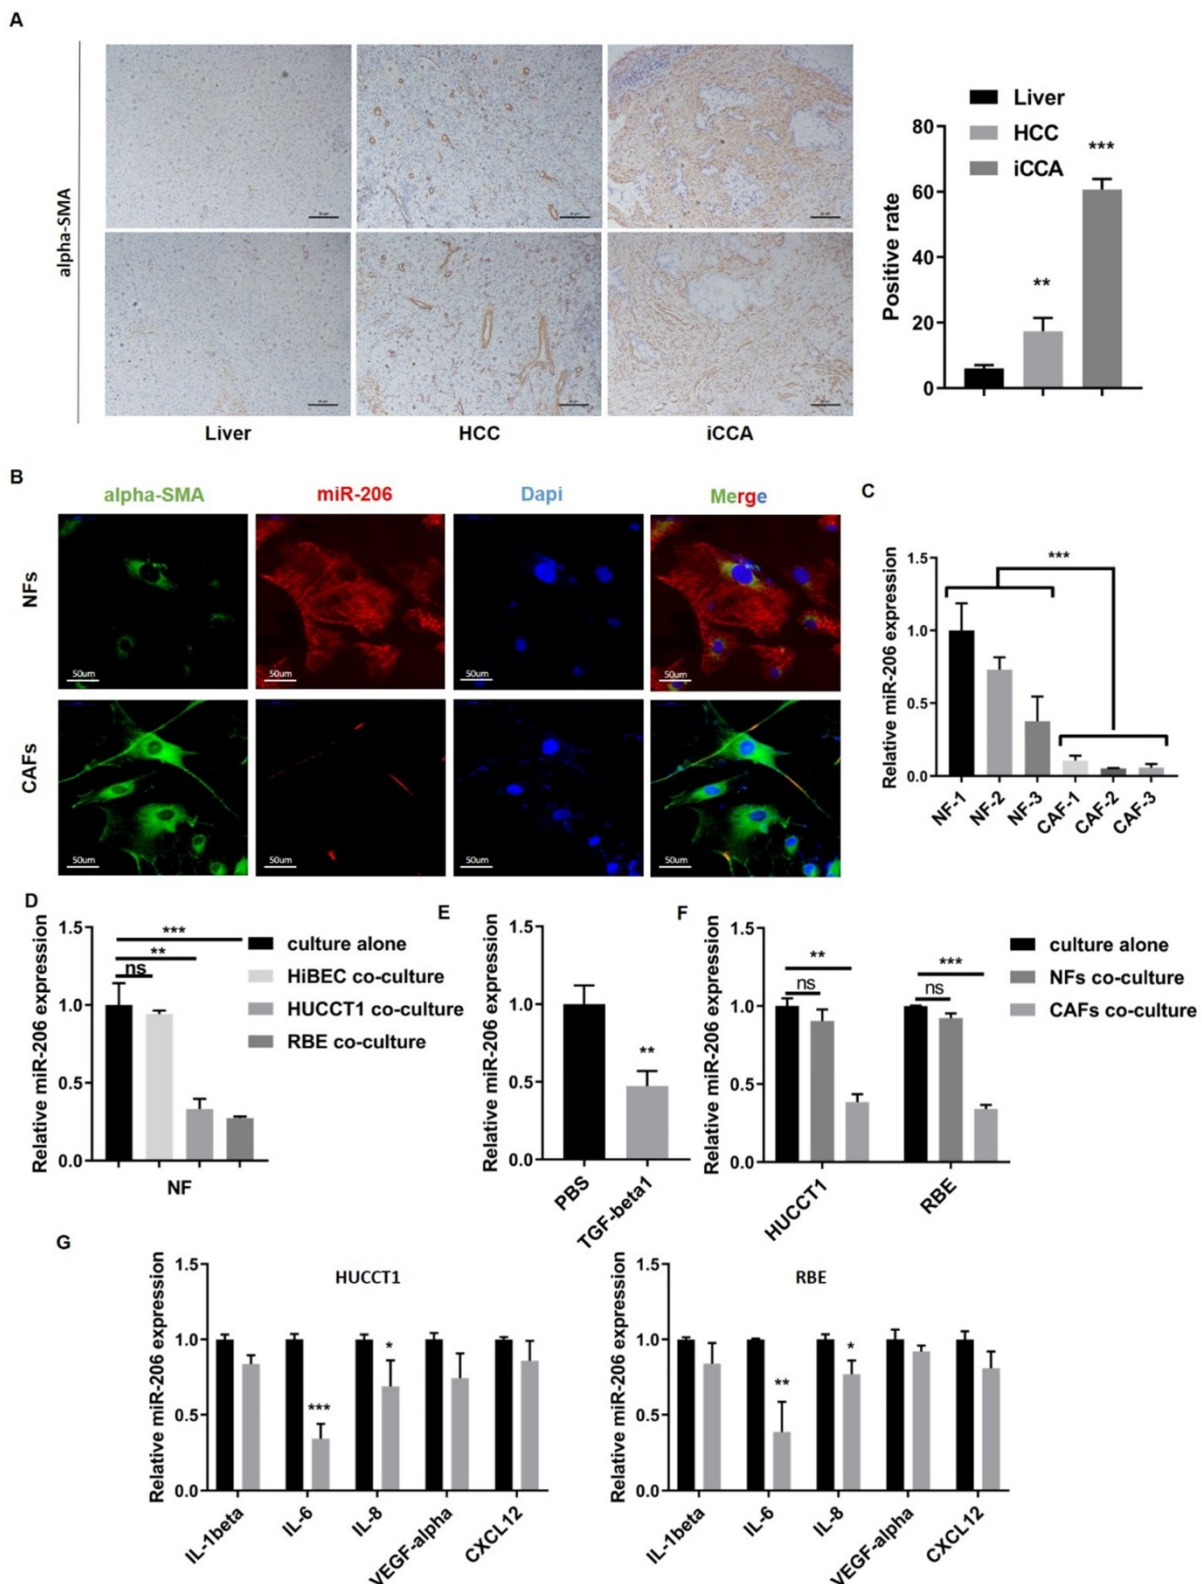 A
alpha-SMA
Liver
HCC
iCCA
Liver
HCC
iCCA
Positive rate
80
60
40
20
0
**
***
B
alpha-SMA
miR-206
Dapi
Merge
NFs
50um
50um
50um
50um
CAFs
50um
50um
50um
50um
C
Relative miR-206 expression
1.5
1.0
0.5
0.0
***
NF-1
NF-2
NF-3
CAF-1
CAF-2
CAF-3
D
Relative miR-206 expression
1.5
1.0
0.5
0.0
***
**
ns
NF
culture alone
HiBEC co-culture
HUCCT1 co-culture
RBE co-culture
E
Relative miR-206 expression
1.5
1.0
0.5
0.0
**
PBS
TGF-beta1
F
Relative miR-206 expression
1.5
1.0
0.5
0.0
**
ns
***
ns
HUCCT1
RBE
culture alone
NFs co-culture
CAFs co-culture
G
HUCCT1
Relative miR-206 expression
1.5
1.0
0.5
0.0
***
*
IL-1beta
IL-6
IL-8
VEGF-alpha
CXCL12
RBE
Relative miR-206 expression
1.5
1.0
0.5
0.0
**
*
IL-1beta
IL-6
IL-8
VEGF-alpha
CXCL12